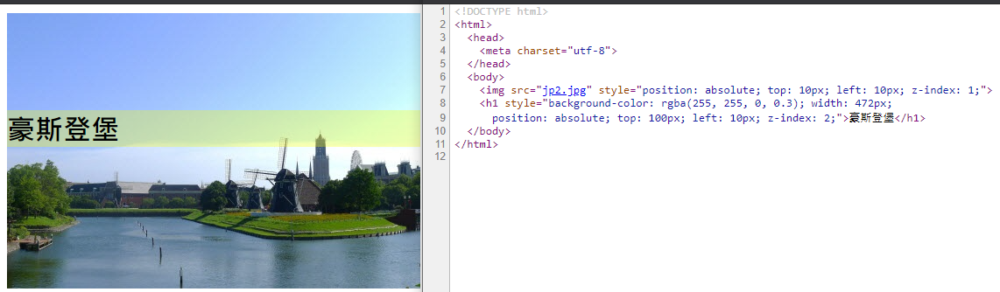 豪斯登堡
1 <!DOCTYPE html>
2 <html>
3 <head>
4 <meta charset="utf-8">
5 </head>
6 <body>
7 <img src="jp2.jpg" style="position: absolute; top: 10px; left: 10px; z-index: 1;">
8 <h1 style="background-color: rgba(255, 255, 0, 0.3); width: 472px;
9 position: absolute; top: 100px; left: 10px; z-index: 2;">豪斯登堡</h1>
10 </body>
11 </html>
12